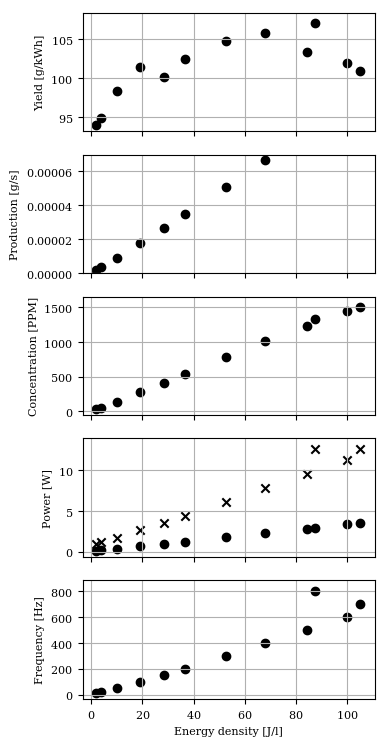 105
100
95
Yield [g/kWh]
0.00006
0.00004
0.00002
0.00000
Production [g/s]
1500
1000
500
0
Concentration [PPM]
10
5
0
Power [W]
800
600
400
200
0
Frequency [Hz]
0 20 40 60 80 100
Energy density [J/l]